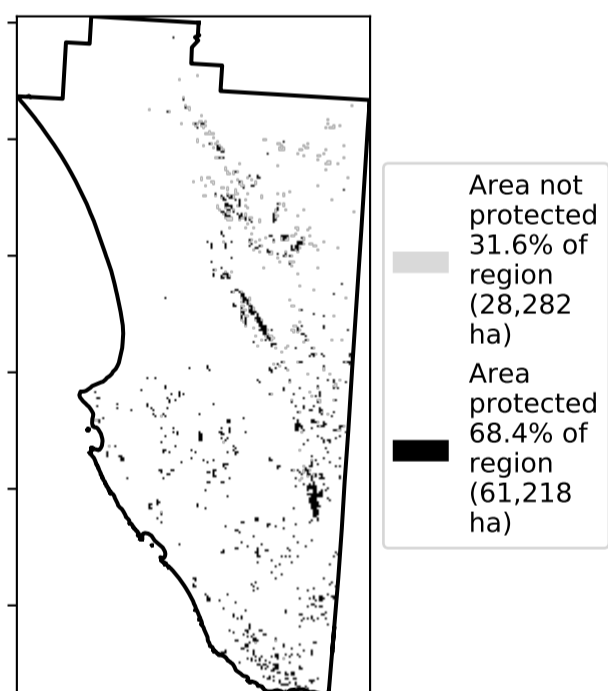 Area not
protected
31.6% of
region
(28,282
ha)
Area
protected
68.4% of
region
(61,218
ha)